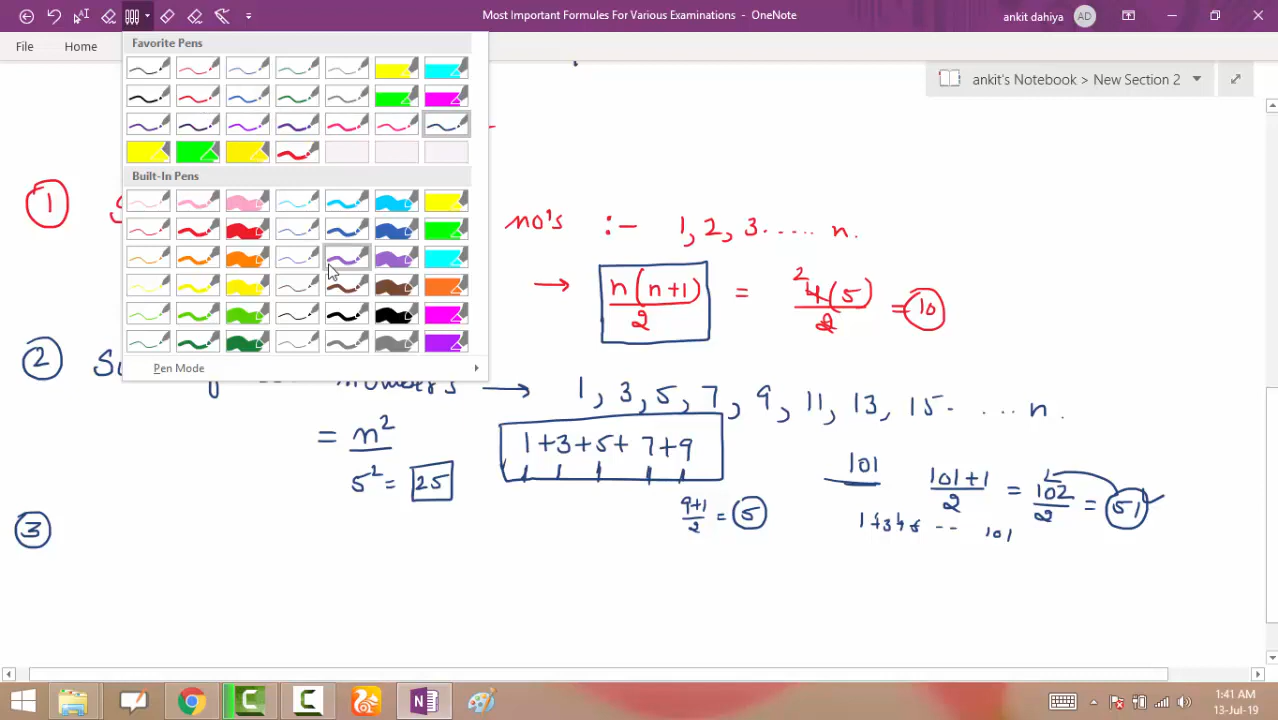 Most Important Formules For Various Examinations - OneNote
ankit dahiya
AD
File
Home
Favorite Pens
Built-In Pens
Pen Mode
ankit's Notebook > New Section 2
1
no's :- 1, 2, 3..... n.
→ n(n+1)/2 = 4(5)/2 = 10
2
numbers → 1, 3, 5, 7, 9, 11, 13, 15- .... n.
= n²
1+3+5+ 7+9
5² = 25
9+1/2 = 5
101
101+1/2 = 102/2 = 51
101
3
1:41 AM
13-Jul-19